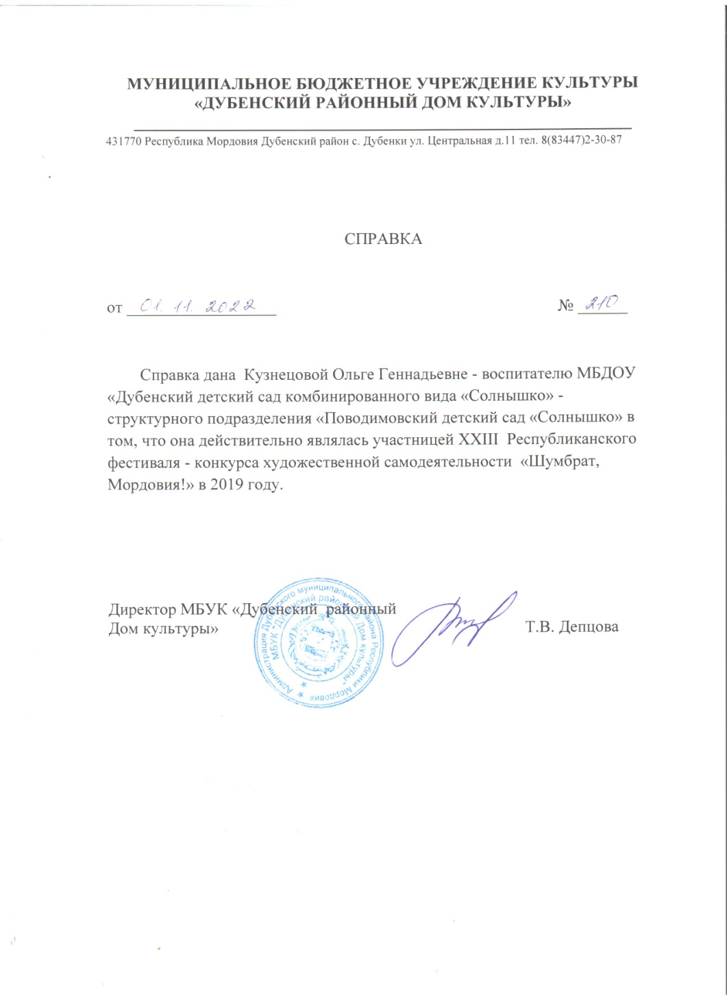 МУНИЦИПАЛЬНОЕ БЮДЖЕТНОЕ УЧРЕЖДЕНИЕ КУЛЬТУРЫ
«ДУБЕНСКИЙ РАЙОННЫЙ ДОМ КУЛЬТУРЫ»
431770 Республика Мордовия Дубенский район с. Дубенки ул. Центральная д.11 тел. 8(83447)2-30-87
СПРАВКА
от 01.11.2022 № 210
Справка дана Кузнецовой Ольге Геннадьевне - воспитателю МБДОУ
«Дубенский детский сад комбинированного вида «Солнышко» -
структурного подразделения «Поводимовский детский сад «Солнышко» в
том, что она действительно являлась участницей XXIII Республиканского
фестиваля - конкурса художественной самодеятельности «Шумбрат,
Мордовия!» в 2019 году.
Директор МБУК «Дубенский районный
Дом культуры» Т.В. Депцова
Администрация Дубенского муниципального района Республики Мордовия
МБУК "Дубенский районный Дом культуры"